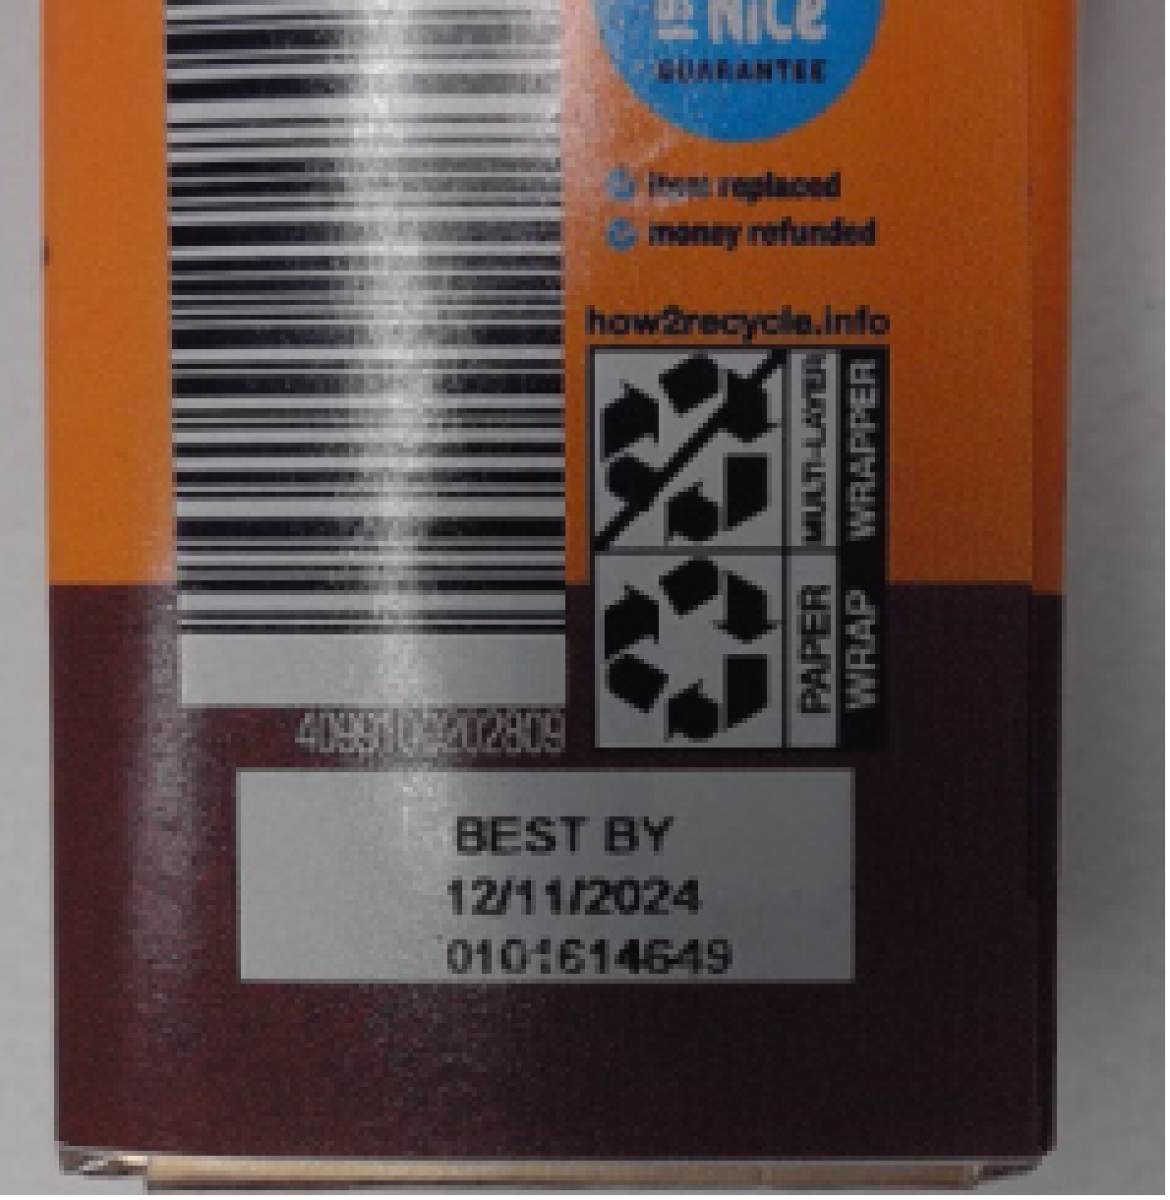 Nice
GUARANTEE
item replaced
money refunded
how2recycle.info
MULTI-LAYER
WRAPPER
PAPER
WRAP
BEST BY
12/11/2024